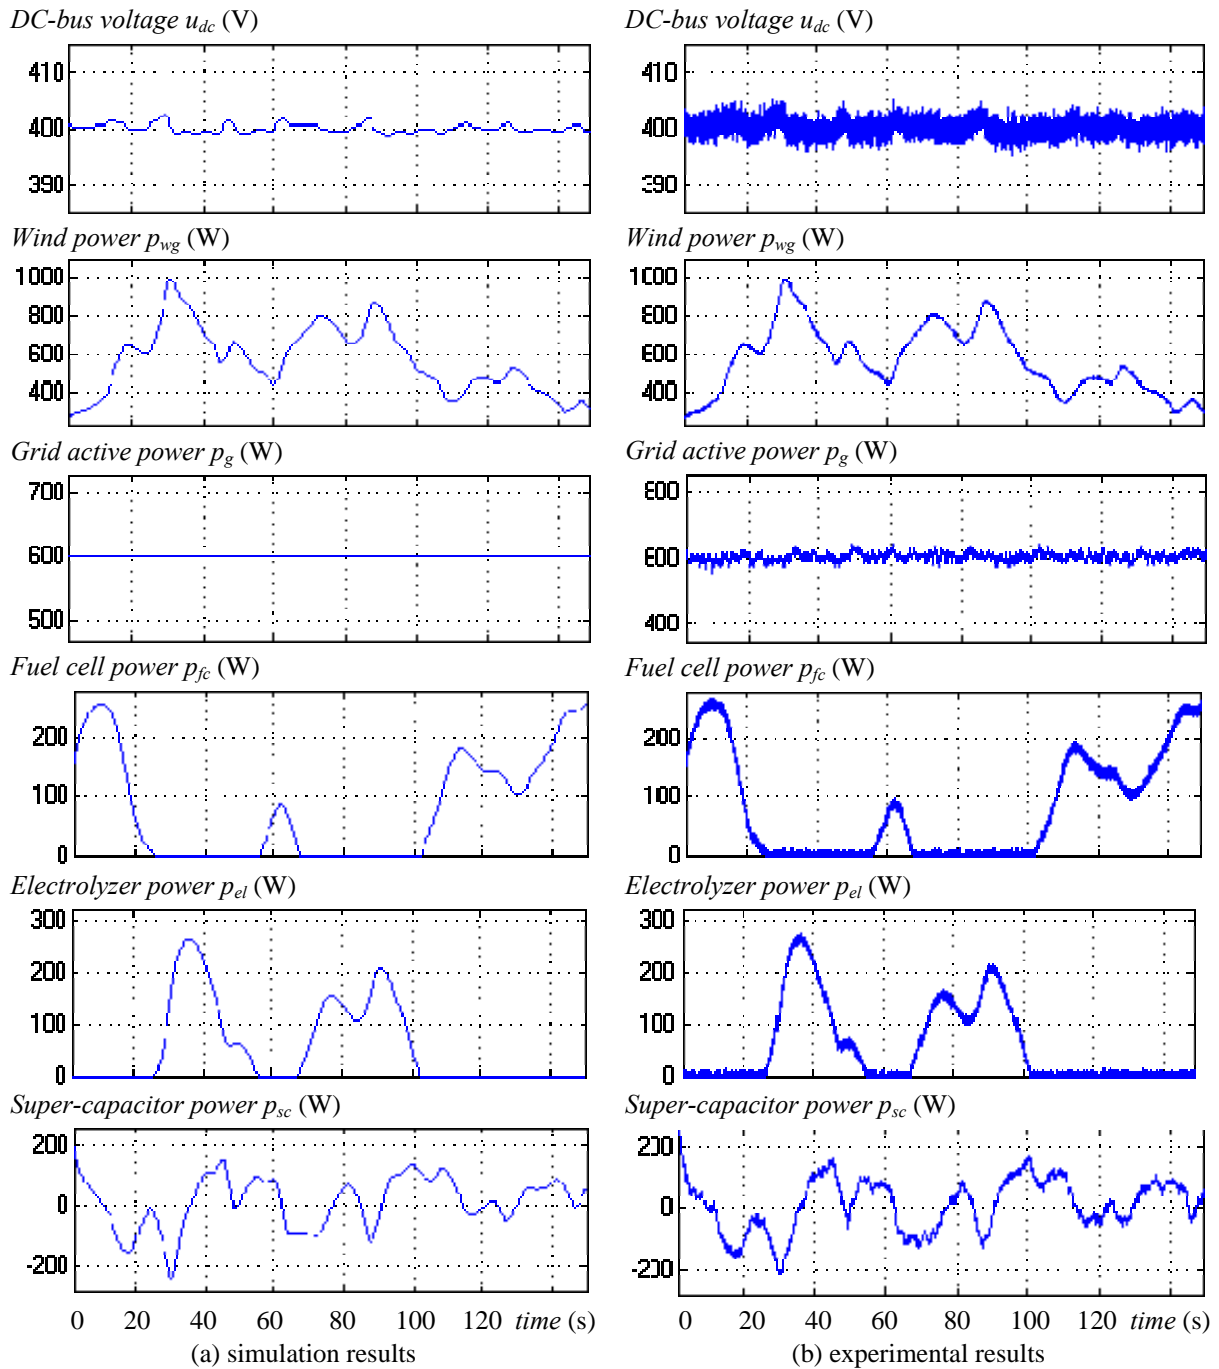 DC-bus voltage u_dc (V)
410
400
390
Wind power p_wg (W)
1000
800
600
400
Grid active power p_g (W)
700
600
500
Fuel cell power p_fc (W)
200
100
0
Electrolyzer power p_el (W)
300
200
100
0
Super-capacitor power p_sc (W)
200
0
-200
0 20 40 60 80 100 120 time (s)
(a) simulation results
DC-bus voltage u_dc (V)
410
400
390
Wind power p_wg (W)
1000
800
600
400
Grid active power p_g (W)
800
600
400
Fuel cell power p_fc (W)
200
100
0
Electrolyzer power p_el (W)
300
200
100
0
Super-capacitor power p_sc (W)
200
0
-200
0 20 40 60 80 100 120 time (s)
(b) experimental results